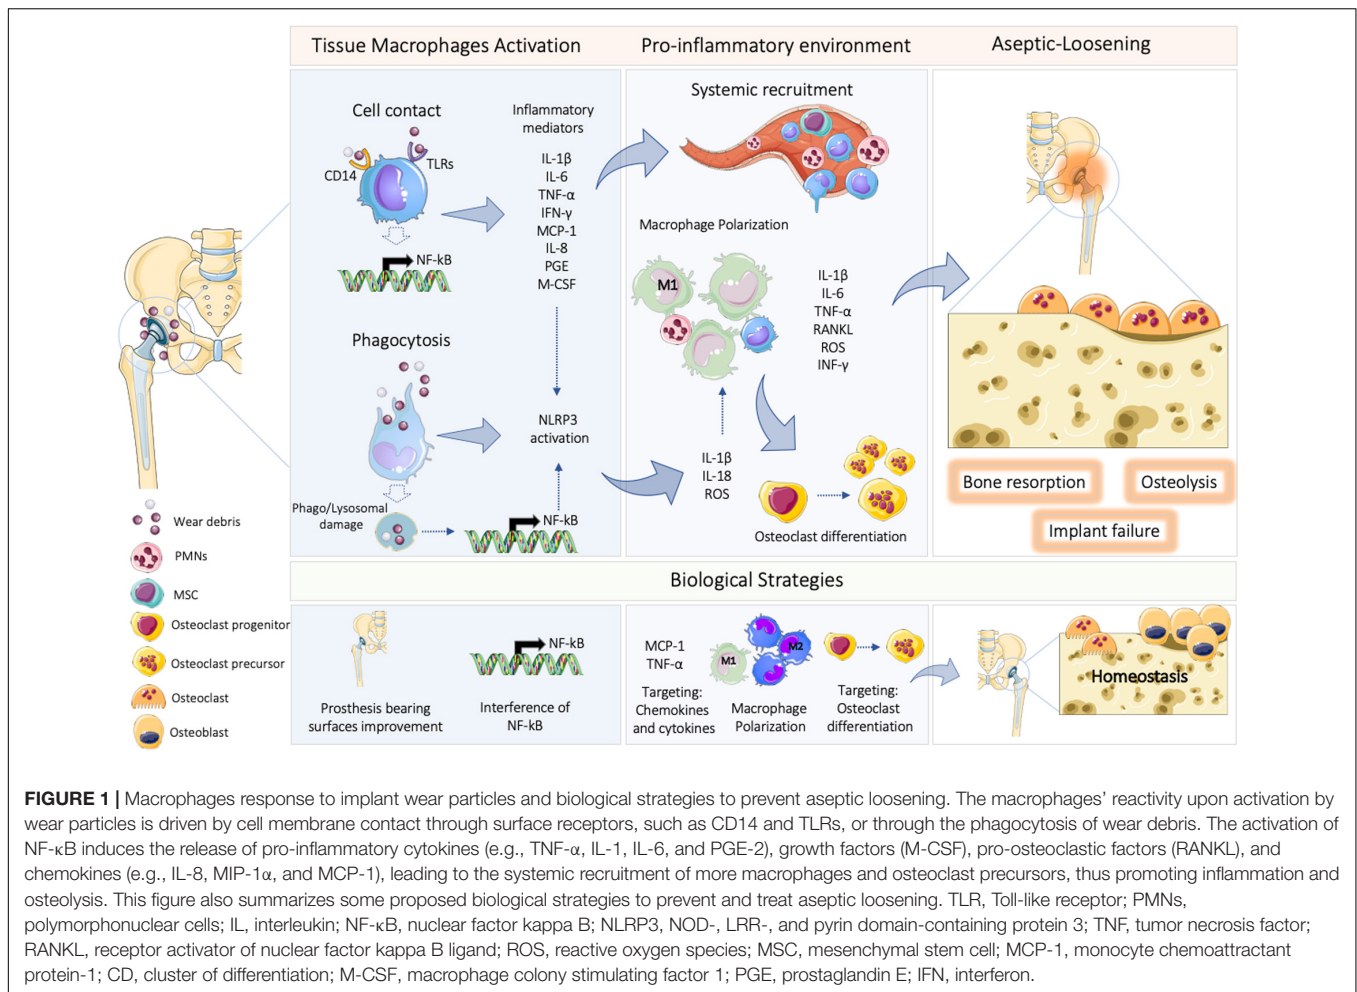 Tissue Macrophages Activation
Pro-inflammatory environment
Aseptic-Loosening
Cell contact
CD14
TLRs
NF-kB
Inflammatory
mediators
IL-1β
IL-6
TNF-α
IFN-γ
MCP-1
IL-8
PGE
M-CSF
Phagocytosis
NLRP3
activation
Phago/Lysosomal
damage
NF-kB
Systemic recruitment
Macrophage Polarization
M1
IL-1β
IL-6
TNF-α
RANKL
ROS
INF-γ
IL-1β
IL-18
ROS
Osteoclast differentiation
Bone resorption
Osteolysis
Implant failure
Wear debris
PMNs
MSC
Osteoclast progenitor
Osteoclast precursor
Osteoclast
Osteoblast
Biological Strategies
Prosthesis bearing
surfaces improvement
NF-kB
Interference of
NF-kB
MCP-1
TNF-α
Targeting:
Chemokines
and cytokines
M1
M2
Macrophage
Polarization
Targeting:
Osteoclast
differentiation
Homeostasis
FIGURE 1 | Macrophages response to implant wear particles and biological strategies to prevent aseptic loosening. The macrophages' reactivity upon activation by
wear particles is driven by cell membrane contact through surface receptors, such as CD14 and TLRs, or through the phagocytosis of wear debris. The activation of
NF-κB induces the release of pro-inflammatory cytokines (e.g., TNF-α, IL-1, IL-6, and PGE-2), growth factors (M-CSF), pro-osteoclastic factors (RANKL), and
chemokines (e.g., IL-8, MIP-1α, and MCP-1), leading to the systemic recruitment of more macrophages and osteoclast precursors, thus promoting inflammation and
osteolysis. This figure also summarizes some proposed biological strategies to prevent and treat aseptic loosening. TLR, Toll-like receptor; PMNs,
polymorphonuclear cells; IL, interleukin; NF-κB, nuclear factor kappa B; NLRP3, NOD-, LRR-, and pyrin domain-containing protein 3; TNF, tumor necrosis factor;
RANKL, receptor activator of nuclear factor kappa B ligand; ROS, reactive oxygen species; MSC, mesenchymal stem cell; MCP-1, monocyte chemoattractant
protein-1; CD, cluster of differentiation; M-CSF, macrophage colony stimulating factor 1; PGE, prostaglandin E; IFN, interferon.